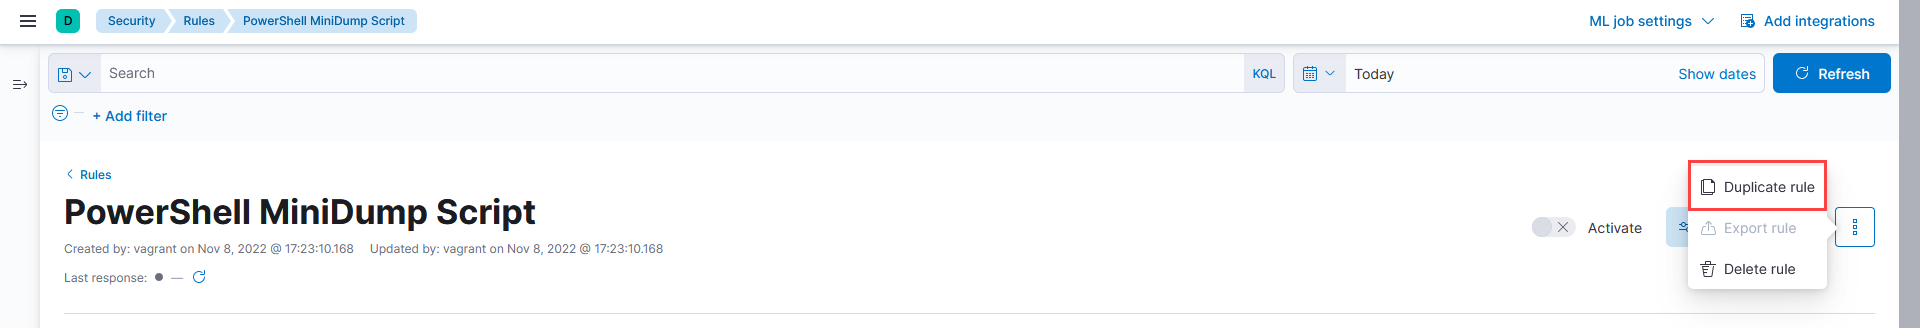 D Security Rules PowerShell MiniDump Script ML job settings Add integrations
Search KQL Today Show dates Refresh
+ Add filter
Rules
PowerShell MiniDump Script
Created by: vagrant on Nov 8, 2022 @ 17:23:10.168 Updated by: vagrant on Nov 8, 2022 @ 17:23:10.168
Last response: —
Activate
Duplicate rule
Export rule
Delete rule